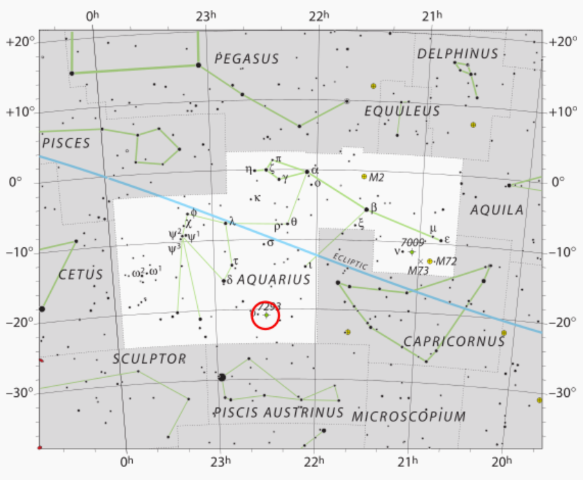 0h 23h 22h 21h
+20° +20°
PEGASUS
DELPHINUS
+10° +10°
EQUULEUS
PISCES
π
η ζ α
γ
ο
M2
0° 0°
κ
AQUILA
φ
β
χ λ
ρ θ ξ
μ
ψ² ψ¹
ε
ψ³
σ
7009
-10° -10°
ν
M72
M73
ECLIPTIC
τ ι
CETUS
ω² ω¹
δ AQUARIUS
7293
-20° -20°
CAPRICORNUS
SCULPTOR
-30° -30°
PISCIS AUSTRINUS MICROSCOPIUM
0h 23h 22h 21h 20h